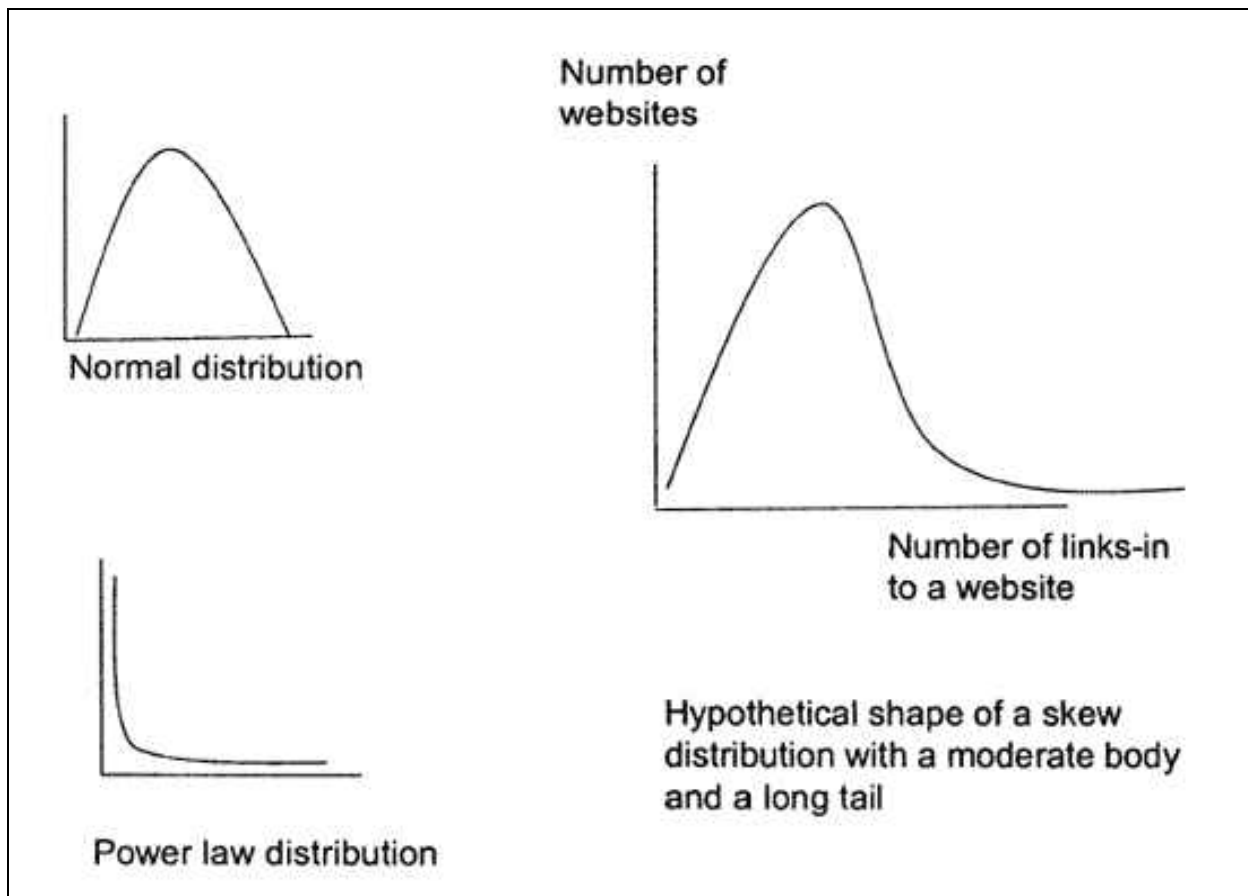 Number of
websites
Normal distribution
Number of links-in
to a website
Hypothetical shape of a skew
distribution with a moderate body
and a long tail
Power law distribution